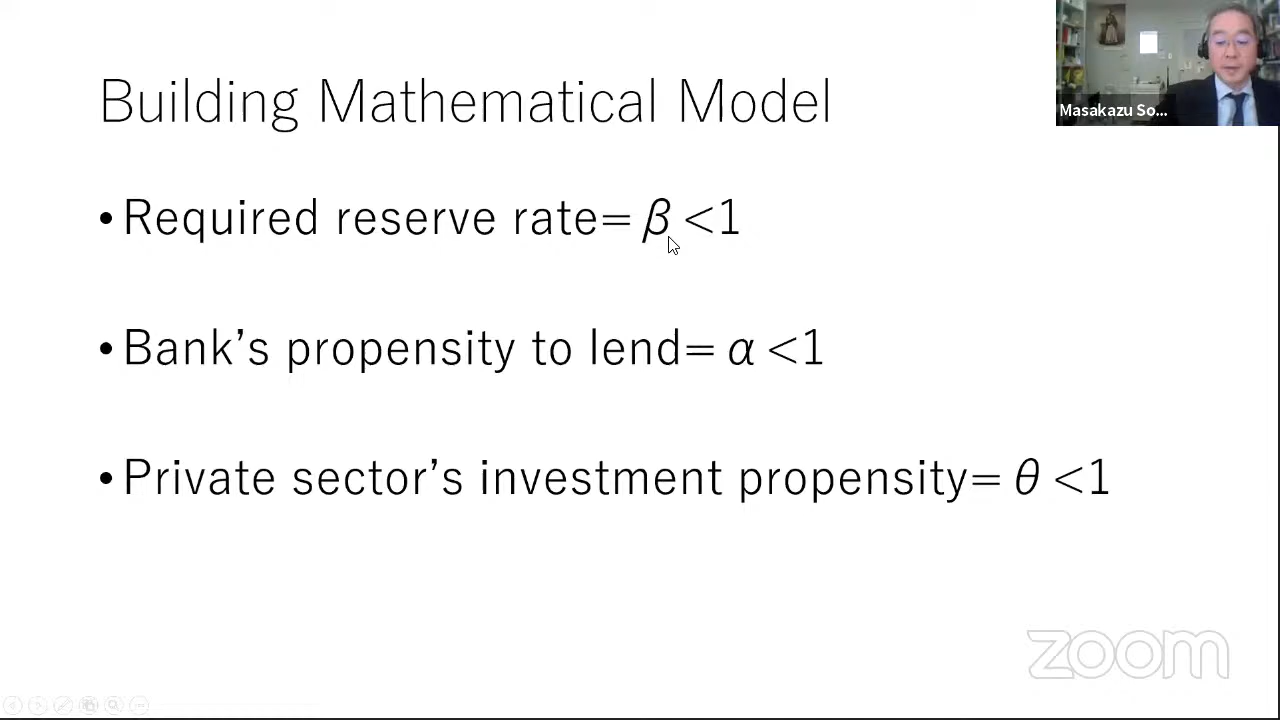 Building Mathematical Model
Masakazu So...
• Required reserve rate= β <1
• Bank’s propensity to lend= α <1
• Private sector’s investment propensity= θ <1
zoom